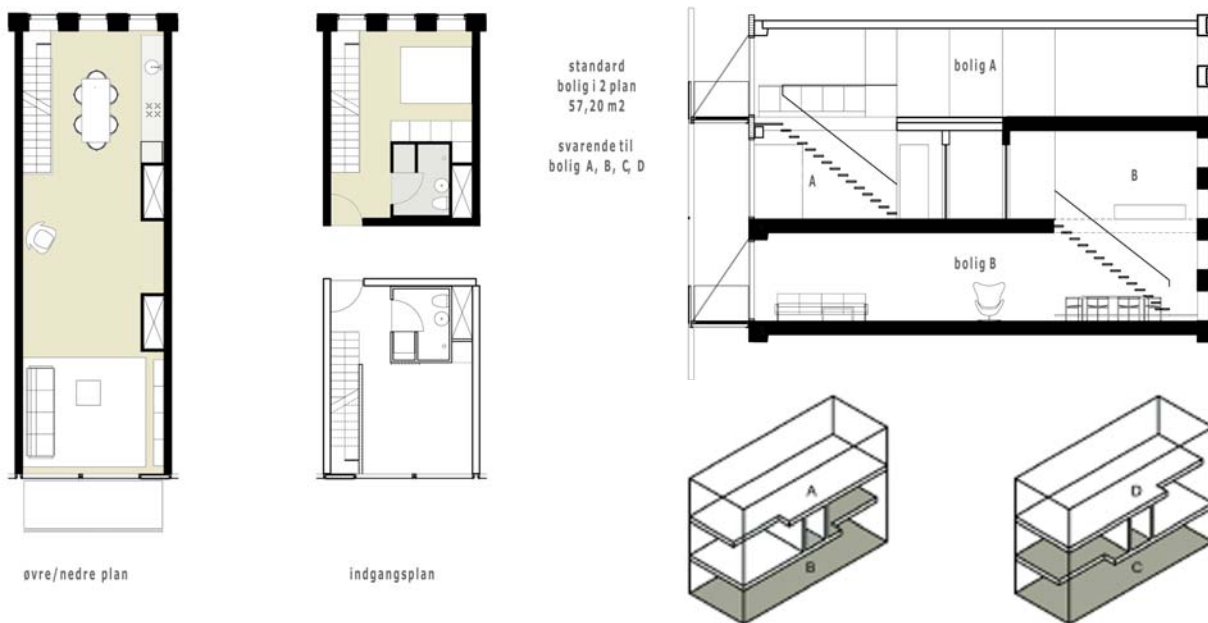 standard
bolig i 2 plan
57,20 m2
svarende til
bolig A, B, C, D
bolig A
A
B
bolig B
A
B
D
C
øvre/nedre plan
indgangsplan